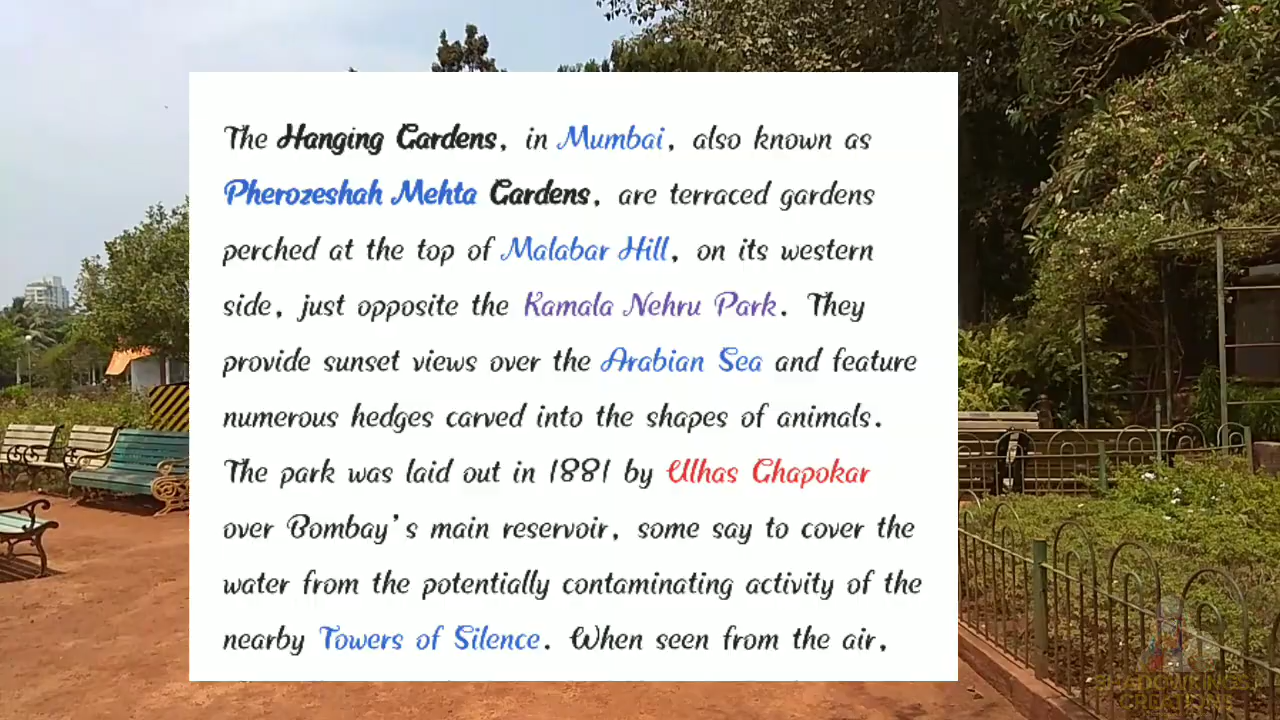 The Hanging Gardens, in Mumbai, also known as
Pherozeshah Mehta Gardens, are terraced gardens
perched at the top of Malabar Hill, on its western
side, just opposite the Kamala Nehru Park. They
provide sunset views over the Arabian Sea and feature
numerous hedges carved into the shapes of animals.
The park was laid out in 1881 by Ulhas Ghapokar
over Bombay's main reservoir, some say to cover the
water from the potentially contaminating activity of the
nearby Towers of Silence. When seen from the air,
SHADOWKINGS
CREATIONS